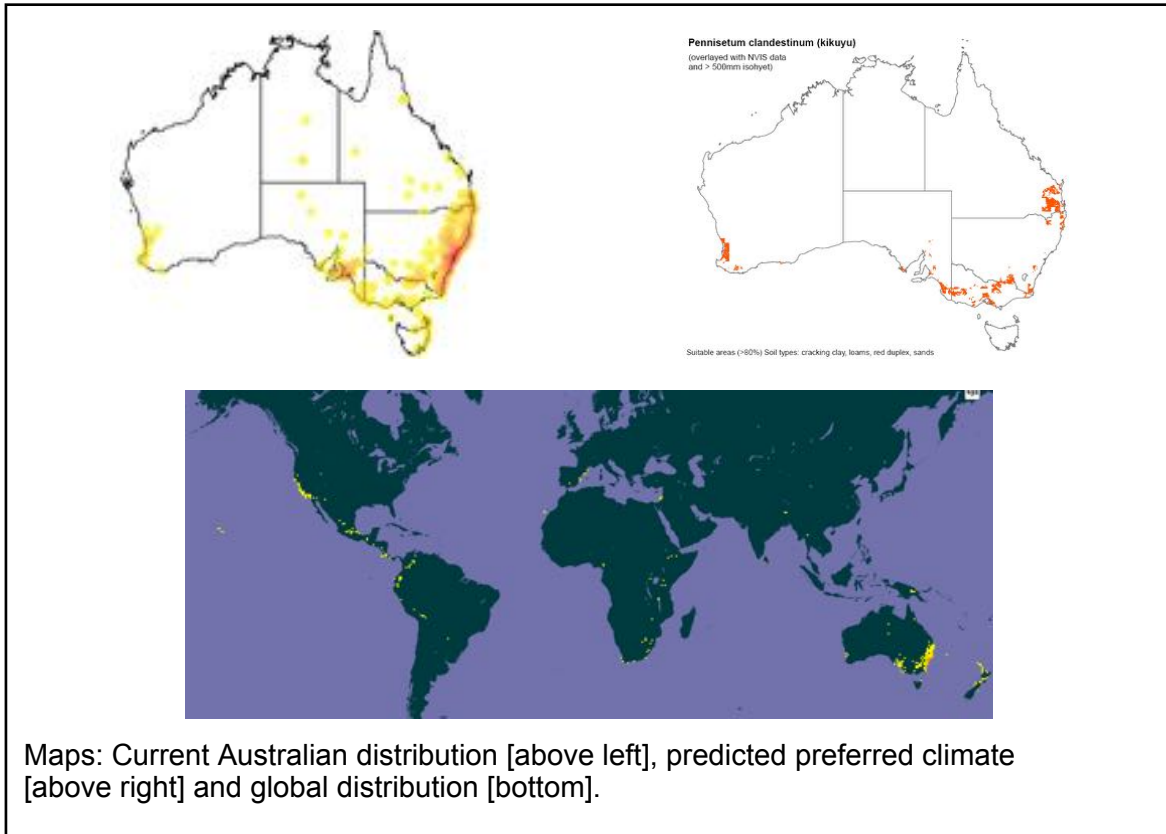 Pennisetum clandestinum (kikuyu)
(overlayed with NVIS data
and > 500mm isohyet)
Suitable areas (>80%) Soil types: cracking clay, loams, red duplex, sands
Maps: Current Australian distribution [above left], predicted preferred climate
[above right] and global distribution [bottom].